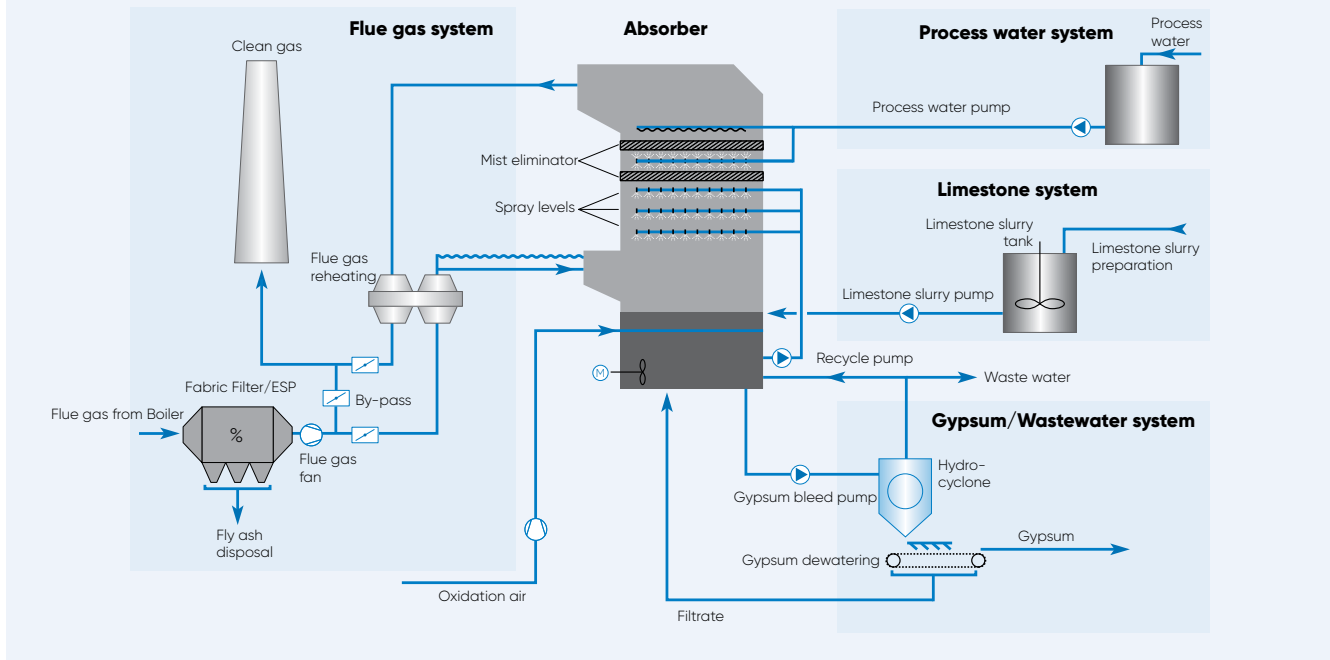 Flue gas system
Absorber
Process water system
Process
water
Clean gas
Process water pump
Mist eliminator
Spray levels
Limestone system
Limestone slurry
tank
Limestone slurry
preparation
Flue gas
reheating
Limestone slurry pump
Recycle pump
M
Waste water
Fabric Filter/ESP
By-pass
Flue gas from Boiler
%
Flue gas
fan
Gypsum/Wastewater system
Hydro-
cyclone
Gypsum bleed pump
Fly ash
disposal
Gypsum
Gypsum dewatering
Oxidation air
Filtrate